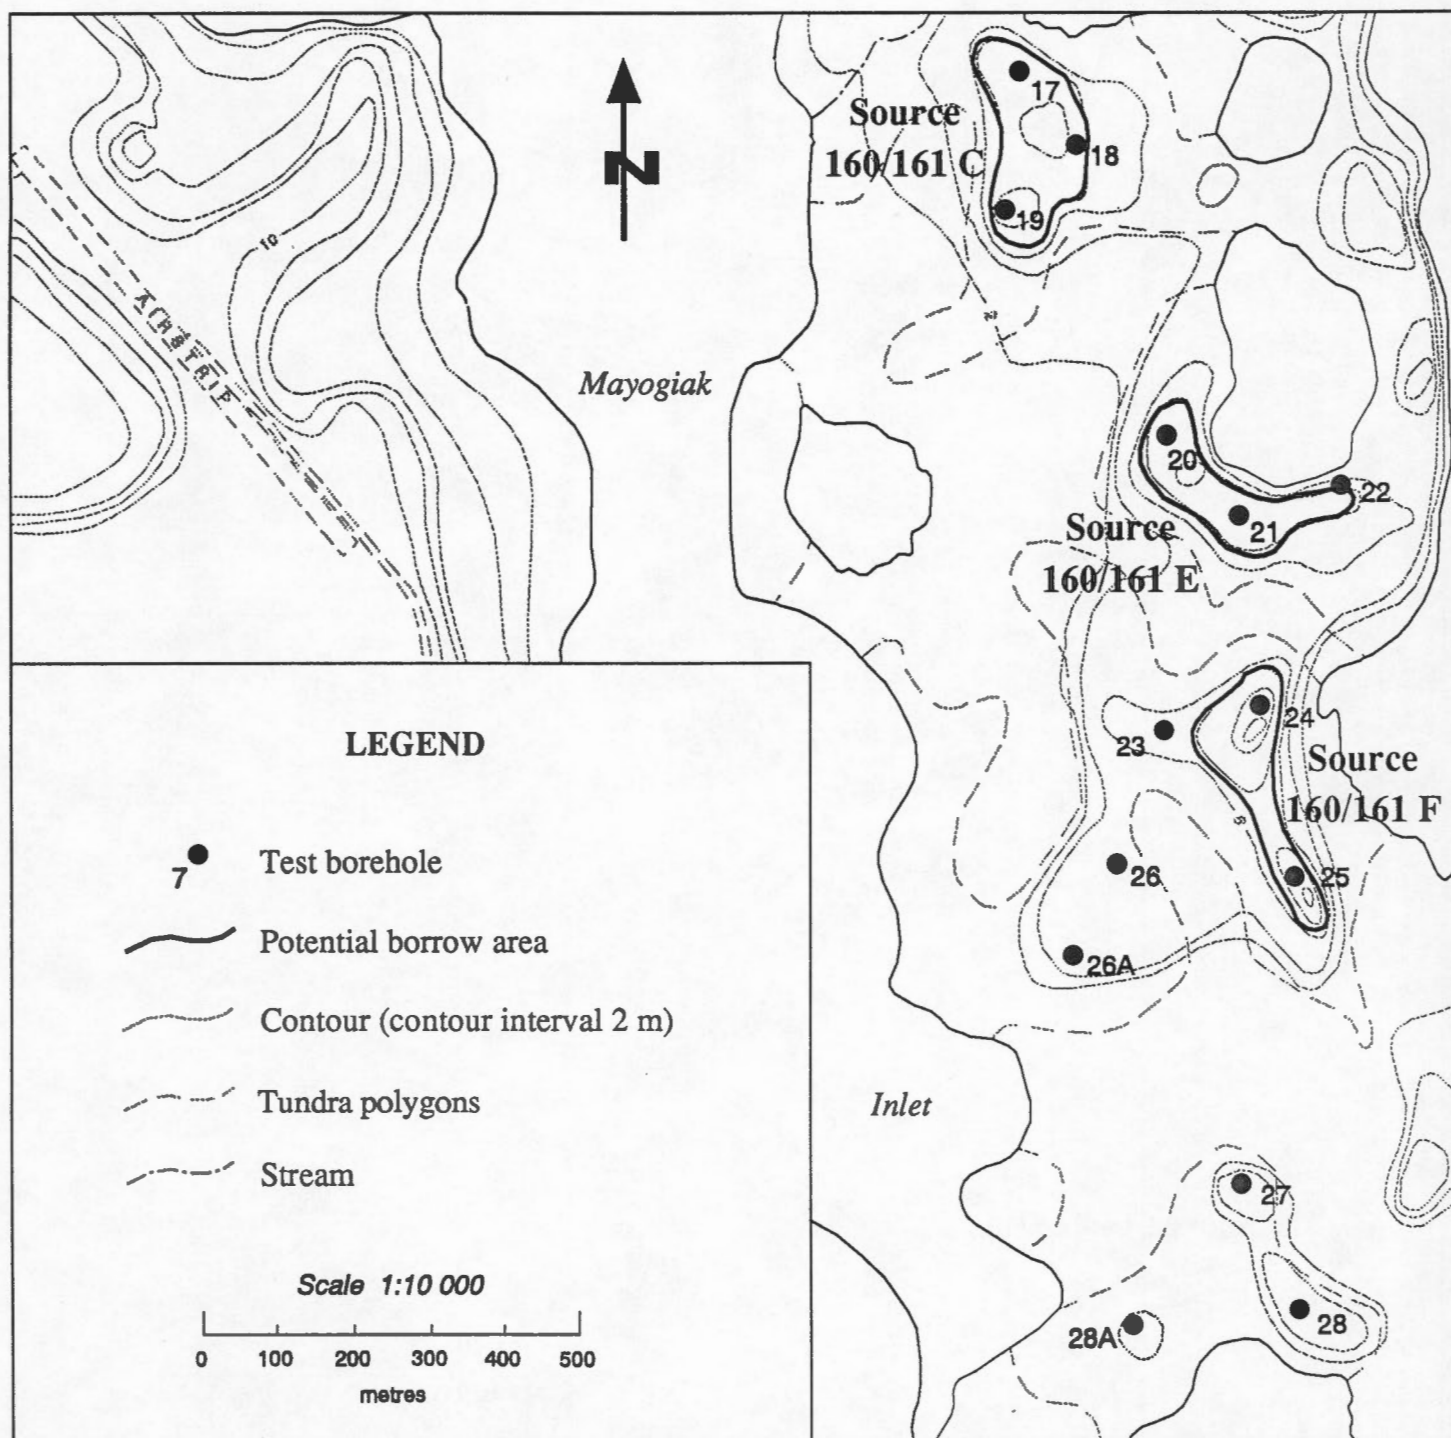 N
17
Source
160/161 C
18
19
10
2
AIRSTRIP
Mayogiak
20
22
21
Source
160/161 E
24
23
Source
160/161 F
LEGEND
7
Test borehole
26
25
Potential borrow area
26A
Contour (contour interval 2 m)
Tundra polygons
Inlet
Stream
27
Scale 1:10 000
28A
28
0 100 200 300 400 500
metres